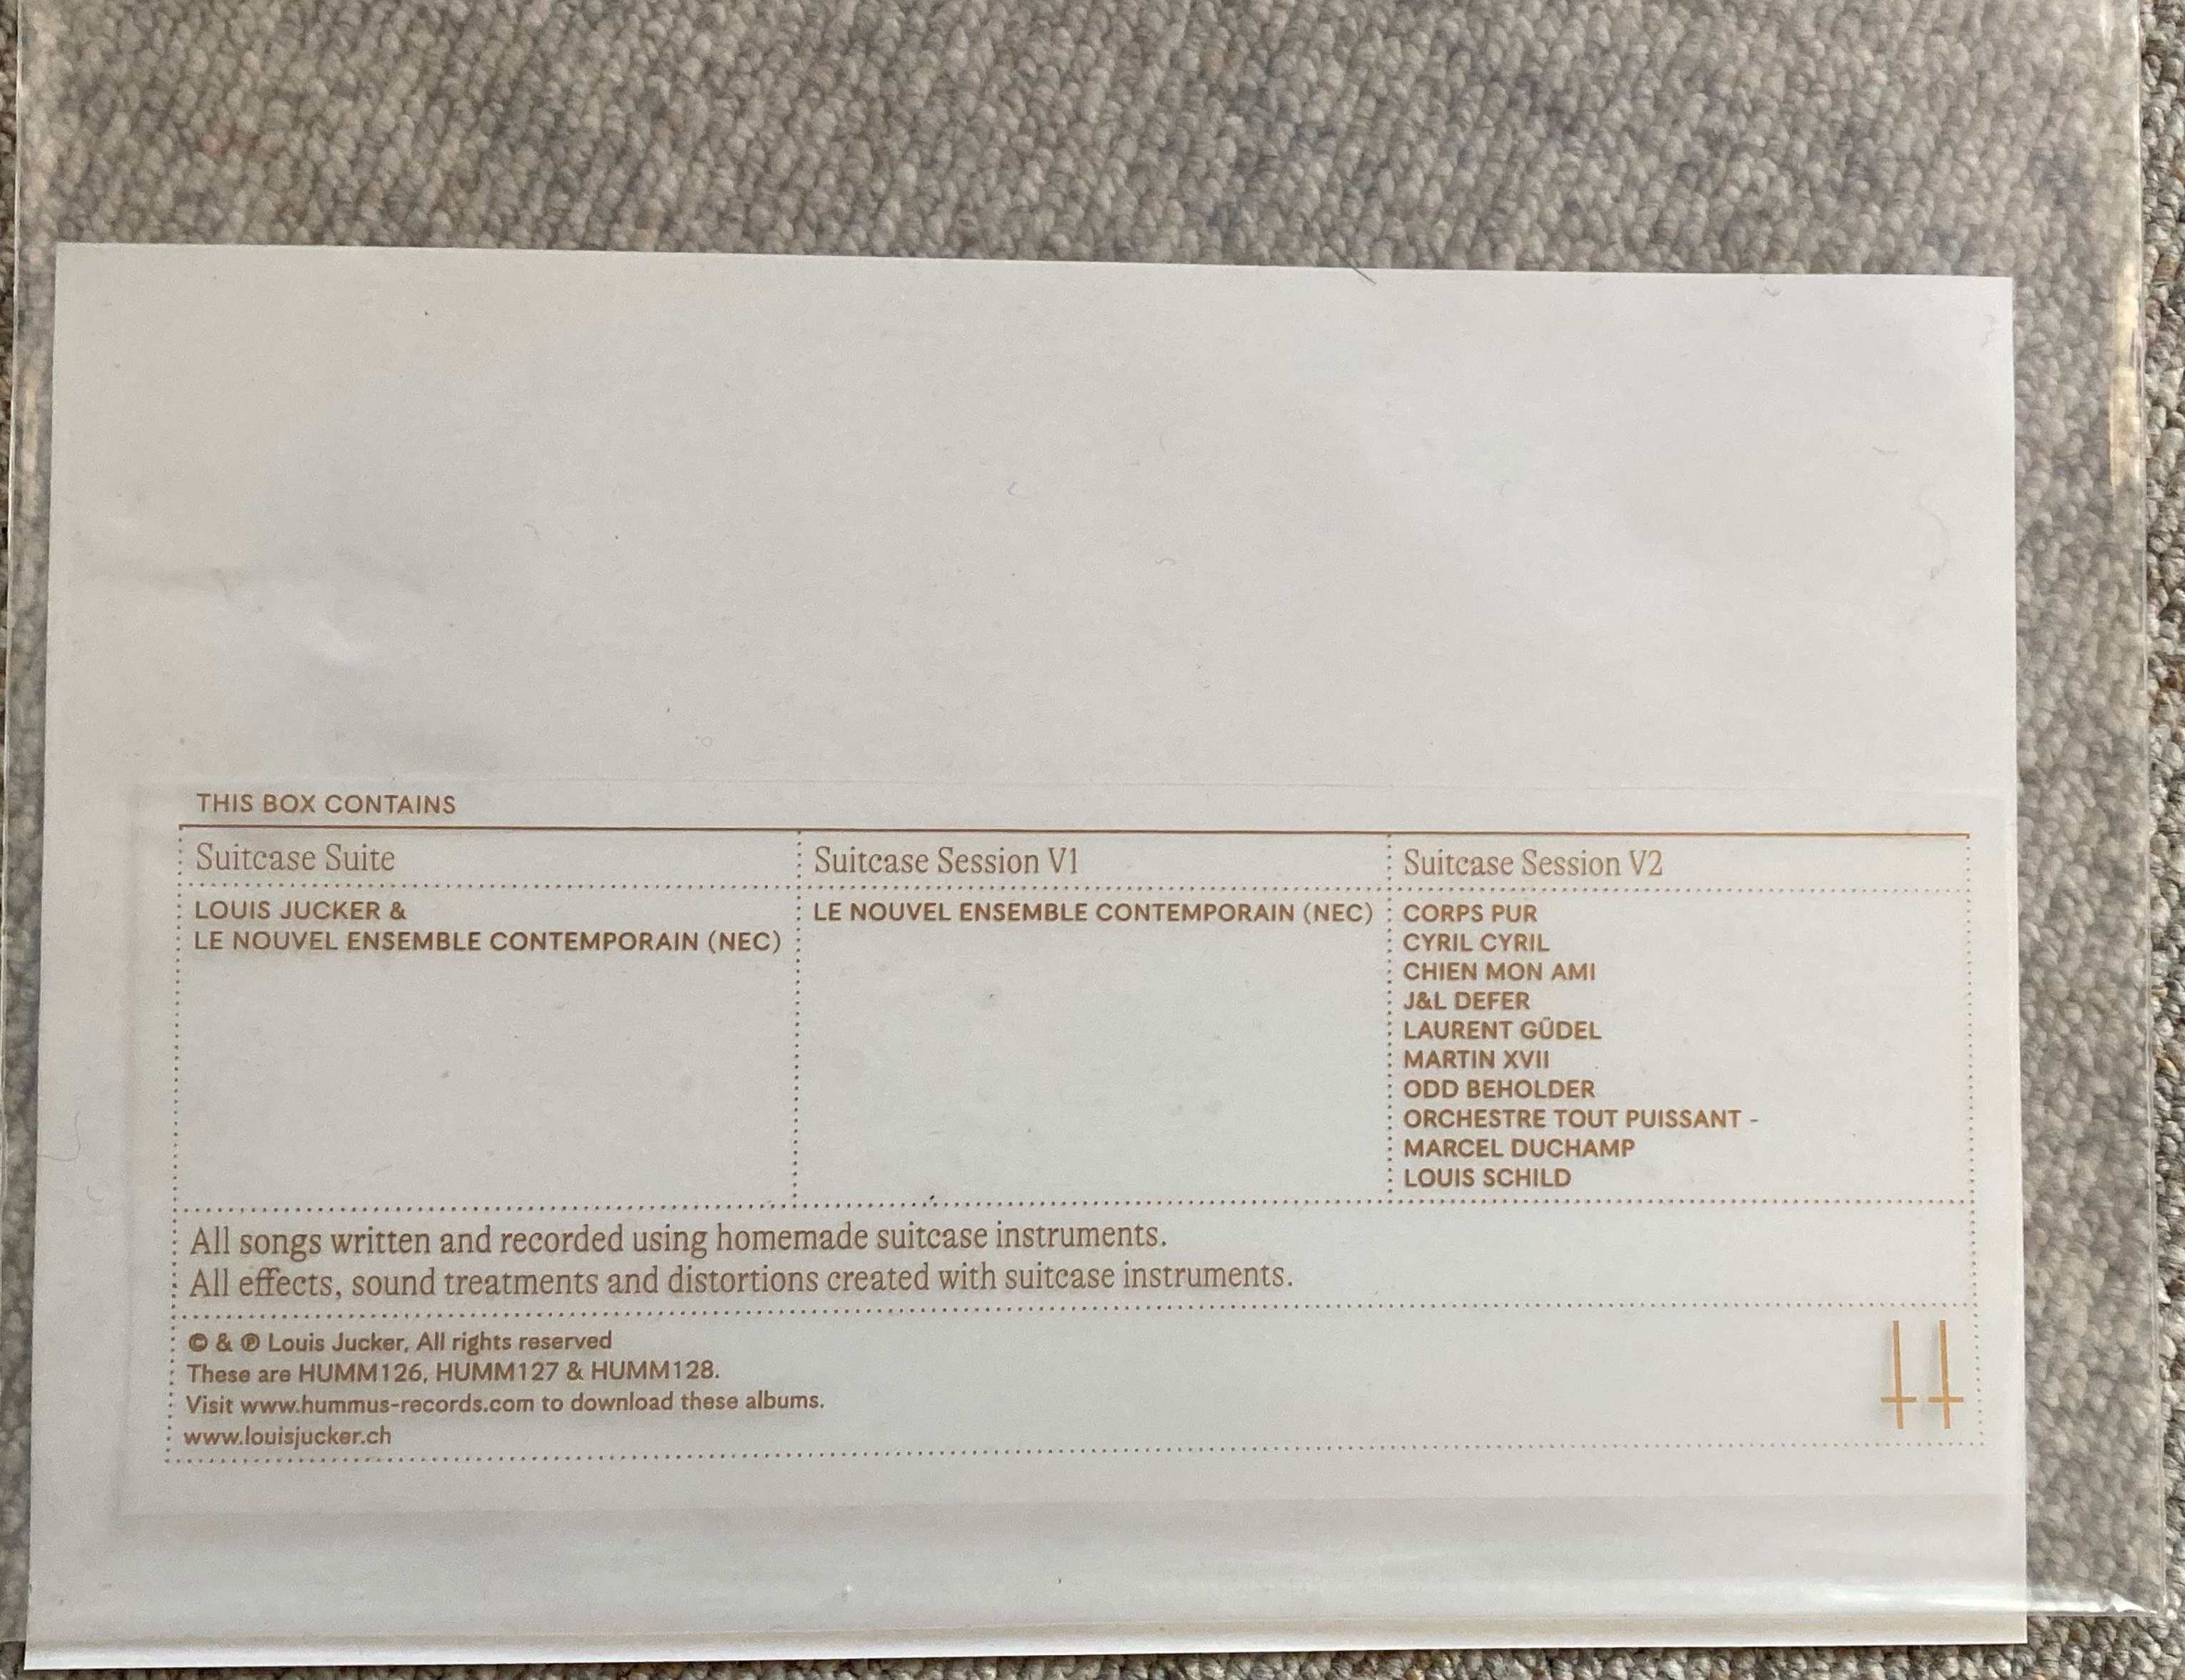 THIS BOX CONTAINS
Suitcase Suite
LOUIS JUCKER &
LE NOUVEL ENSEMBLE CONTEMPORAIN (NEC)
Suitcase Session V1
LE NOUVEL ENSEMBLE CONTEMPORAIN (NEC)
Suitcase Session V2
CORPS PUR
CYRIL CYRIL
CHIEN MON AMI
J&L DEFER
LAURENT GÜDEL
MARTIN XVII
ODD BEHOLDER
ORCHESTRE TOUT PUISSANT -
MARCEL DUCHAMP
LOUIS SCHILD
All songs written and recorded using homemade suitcase instruments.
All effects, sound treatments and distortions created with suitcase instruments.
© & ℗ Louis Jucker, All rights reserved
These are HUMM126, HUMM127 & HUMM128.
Visit www.hummus-records.com to download these albums.
www.louisjucker.ch